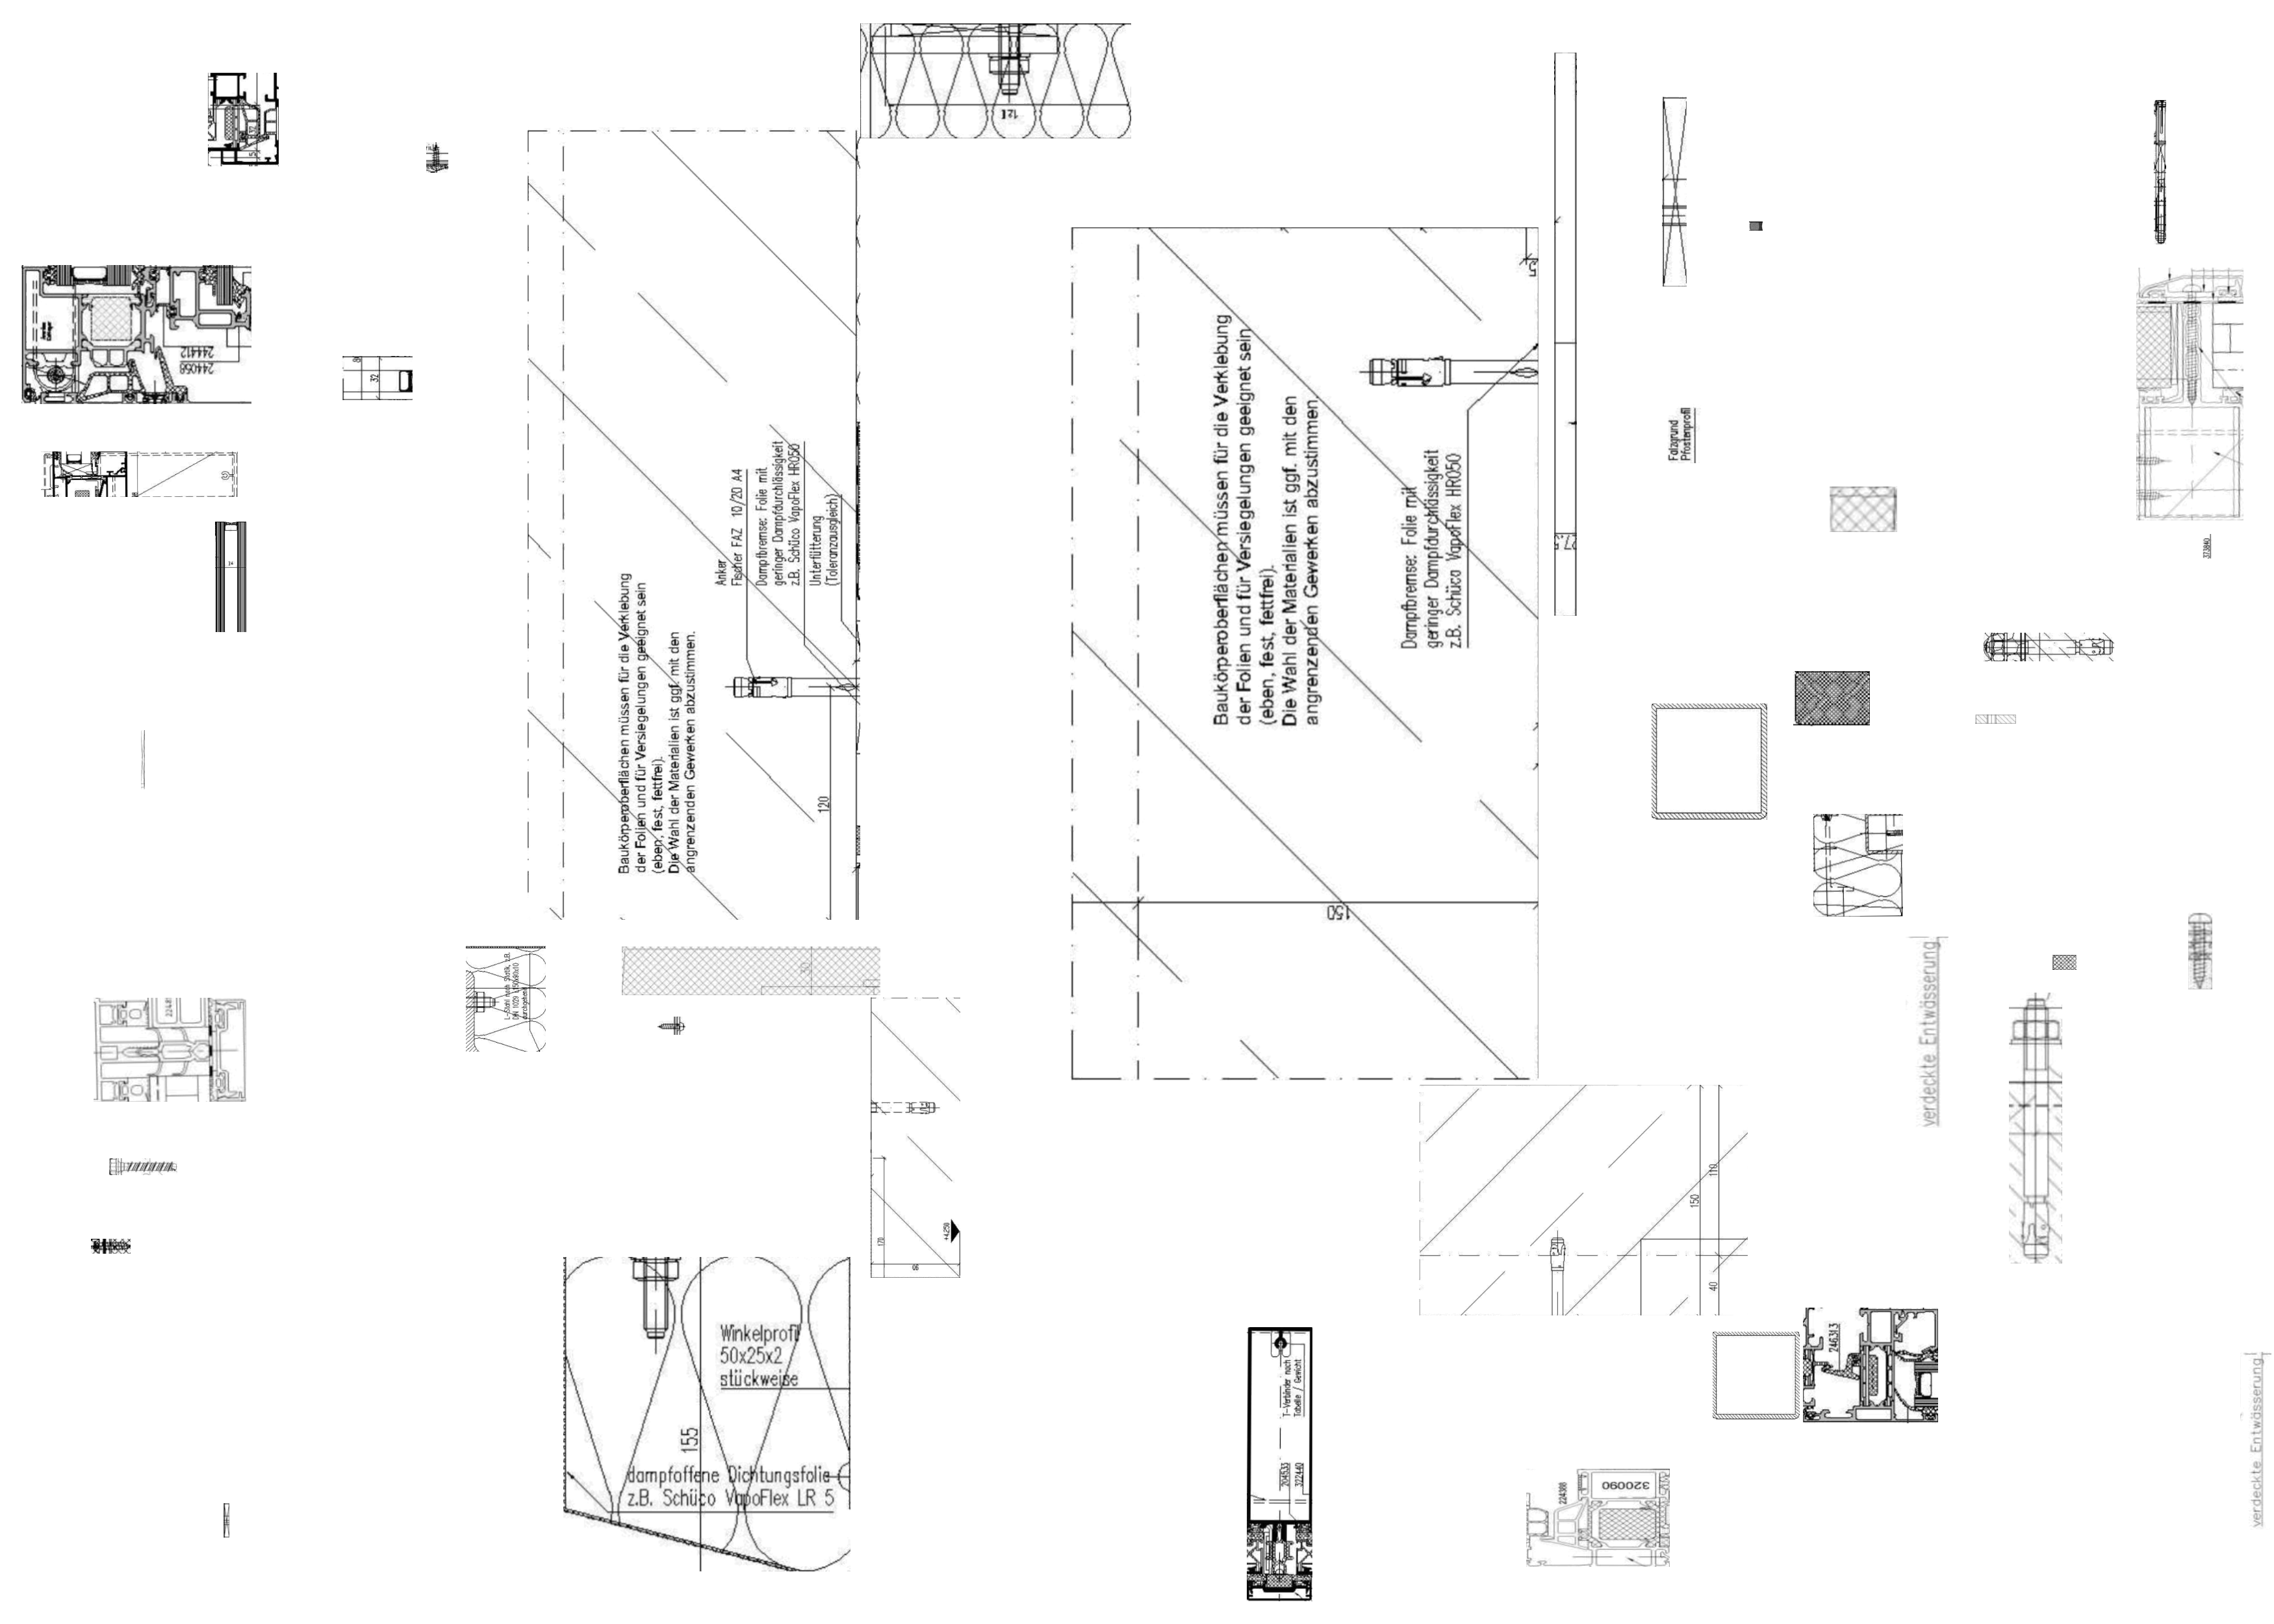 121
244412
244058
32
Anker
Fischer FAZ 10/20 A4
Dampfbremse: Folie mit
geringer Dampfdurchlässigkeit
z.B. Schüco VapoFlex HR050
Unterfütterung
(Toleranzausgleich)
Baukörperoberflächen müssen für die Verklebung
der Folien und für Versiegelungen geeignet sein
(eben, fest, fettfrei).
Die Wahl der Materialien ist ggf. mit den
angrenzenden Gewerken abzustimmen.
120
Baukörperoberflächen müssen für die Verklebung
der Folien und für Versiegelungen geeignet sein
(eben, fest, fettfrei).
Die Wahl der Materialien ist ggf. mit den
angrenzenden Gewerken abzustimmen.
Dampfbremse: Folie mit
geringer Dampfdurchlässigkeit
z.B. Schüco VapoFlex HR050
150
27,5
Falzgrund
Pfostenprofil
verdeckte Entwässerung
150
110
40
Winkelprofil
50x25x2
stückweise
155
dampfoffene Dichtungsfolie
z.B. Schüco VapoFlex LR 5
T-Verbinder nach
Tabelle / Gewicht
204535
322440
246313
320090
verdeckte Entwässerung